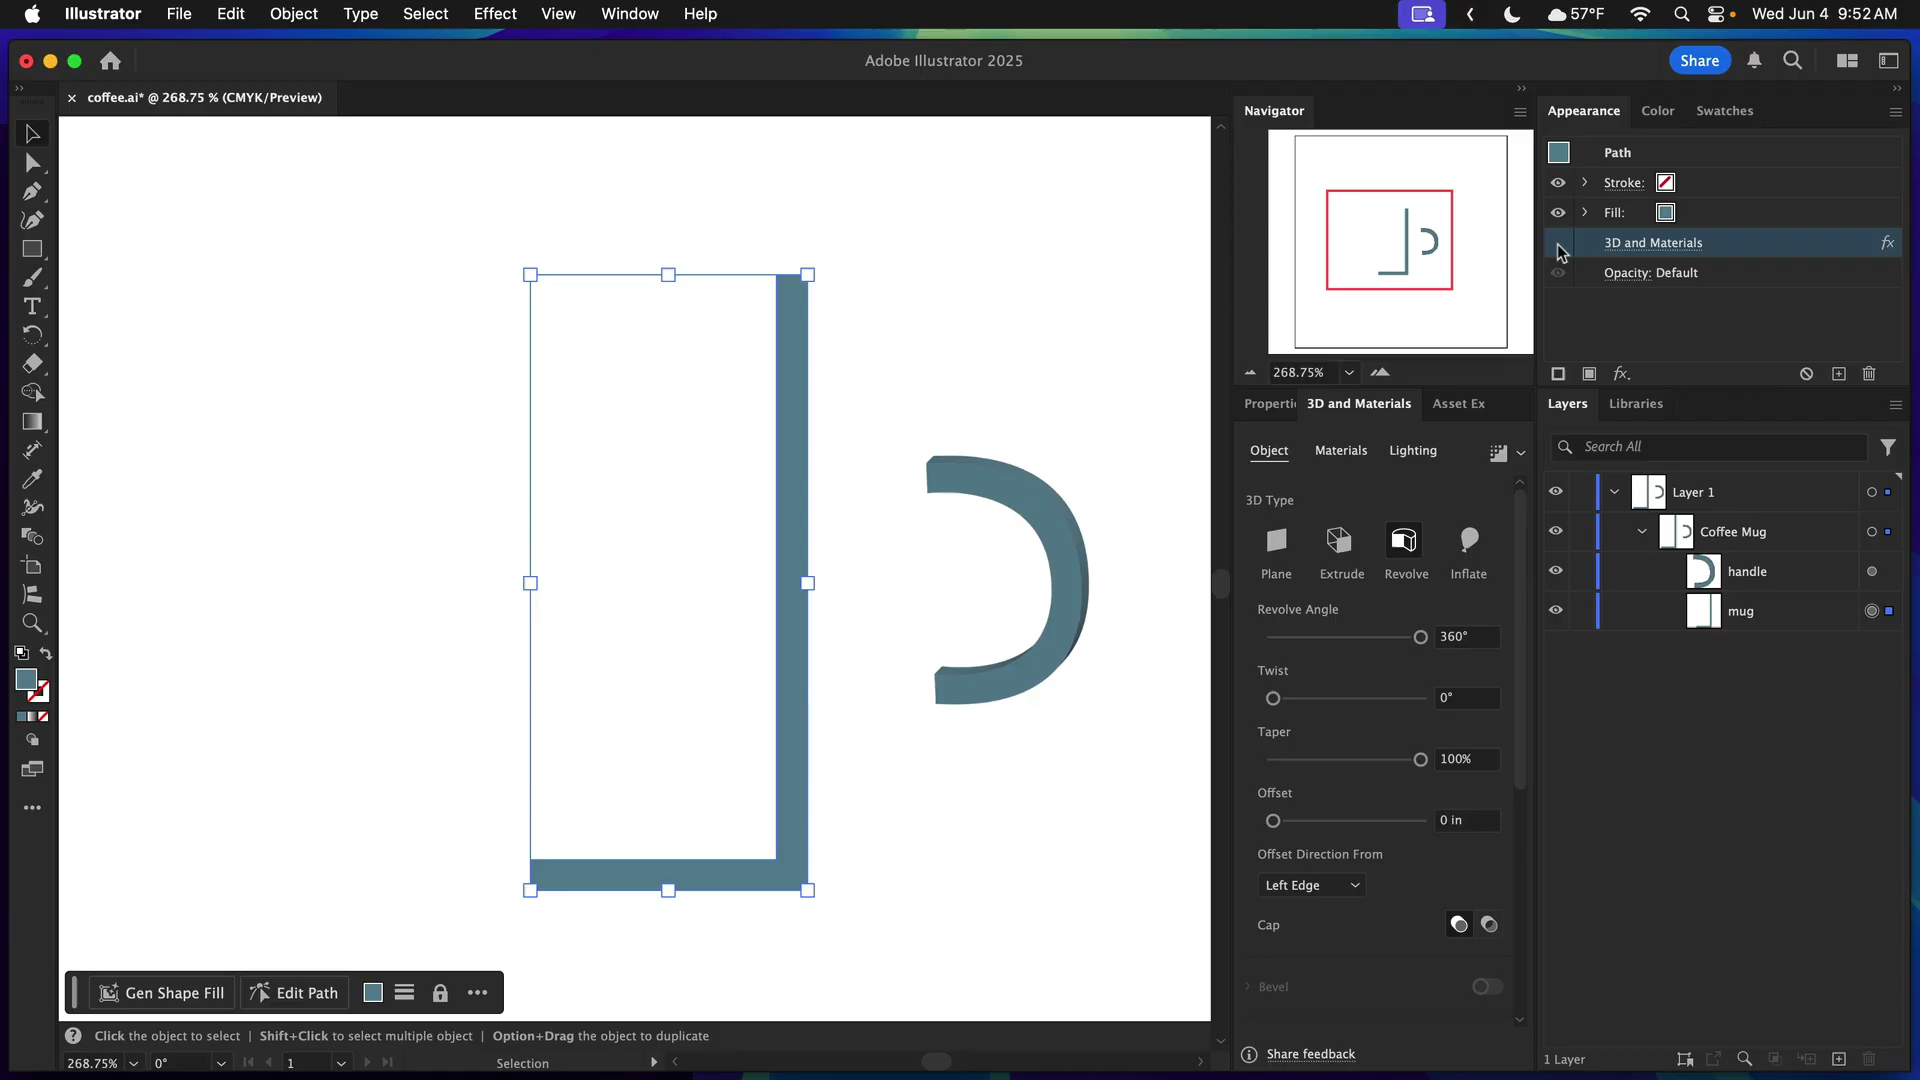 Illustrator File Edit Object Type Select Effect View Window Help 57°F Wed Jun 4 9:52 AM
Adobe Illustrator 2025
Share
coffee.ai* @ 268.75 % (CMYK/Preview)
Navigator
268.75%
Appearance Color Swatches
Path
Stroke:
Fill:
3D and Materials fx
Opacity: Default
fx.
Properti 3D and Materials Asset Ex
Object Materials Lighting
3D Type
Plane Extrude Revolve Inflate
Revolve Angle
360°
Twist
0°
Taper
100%
Offset
0 in
Offset Direction From
Left Edge
Cap
Bevel
Share feedback
Layers Libraries
Search All
Layer 1
Coffee Mug
handle
mug
1 Layer
Gen Shape Fill Edit Path
Click the object to select | Shift+Click to select multiple object | Option+Drag the object to duplicate
268.75% 0° 1 Selection